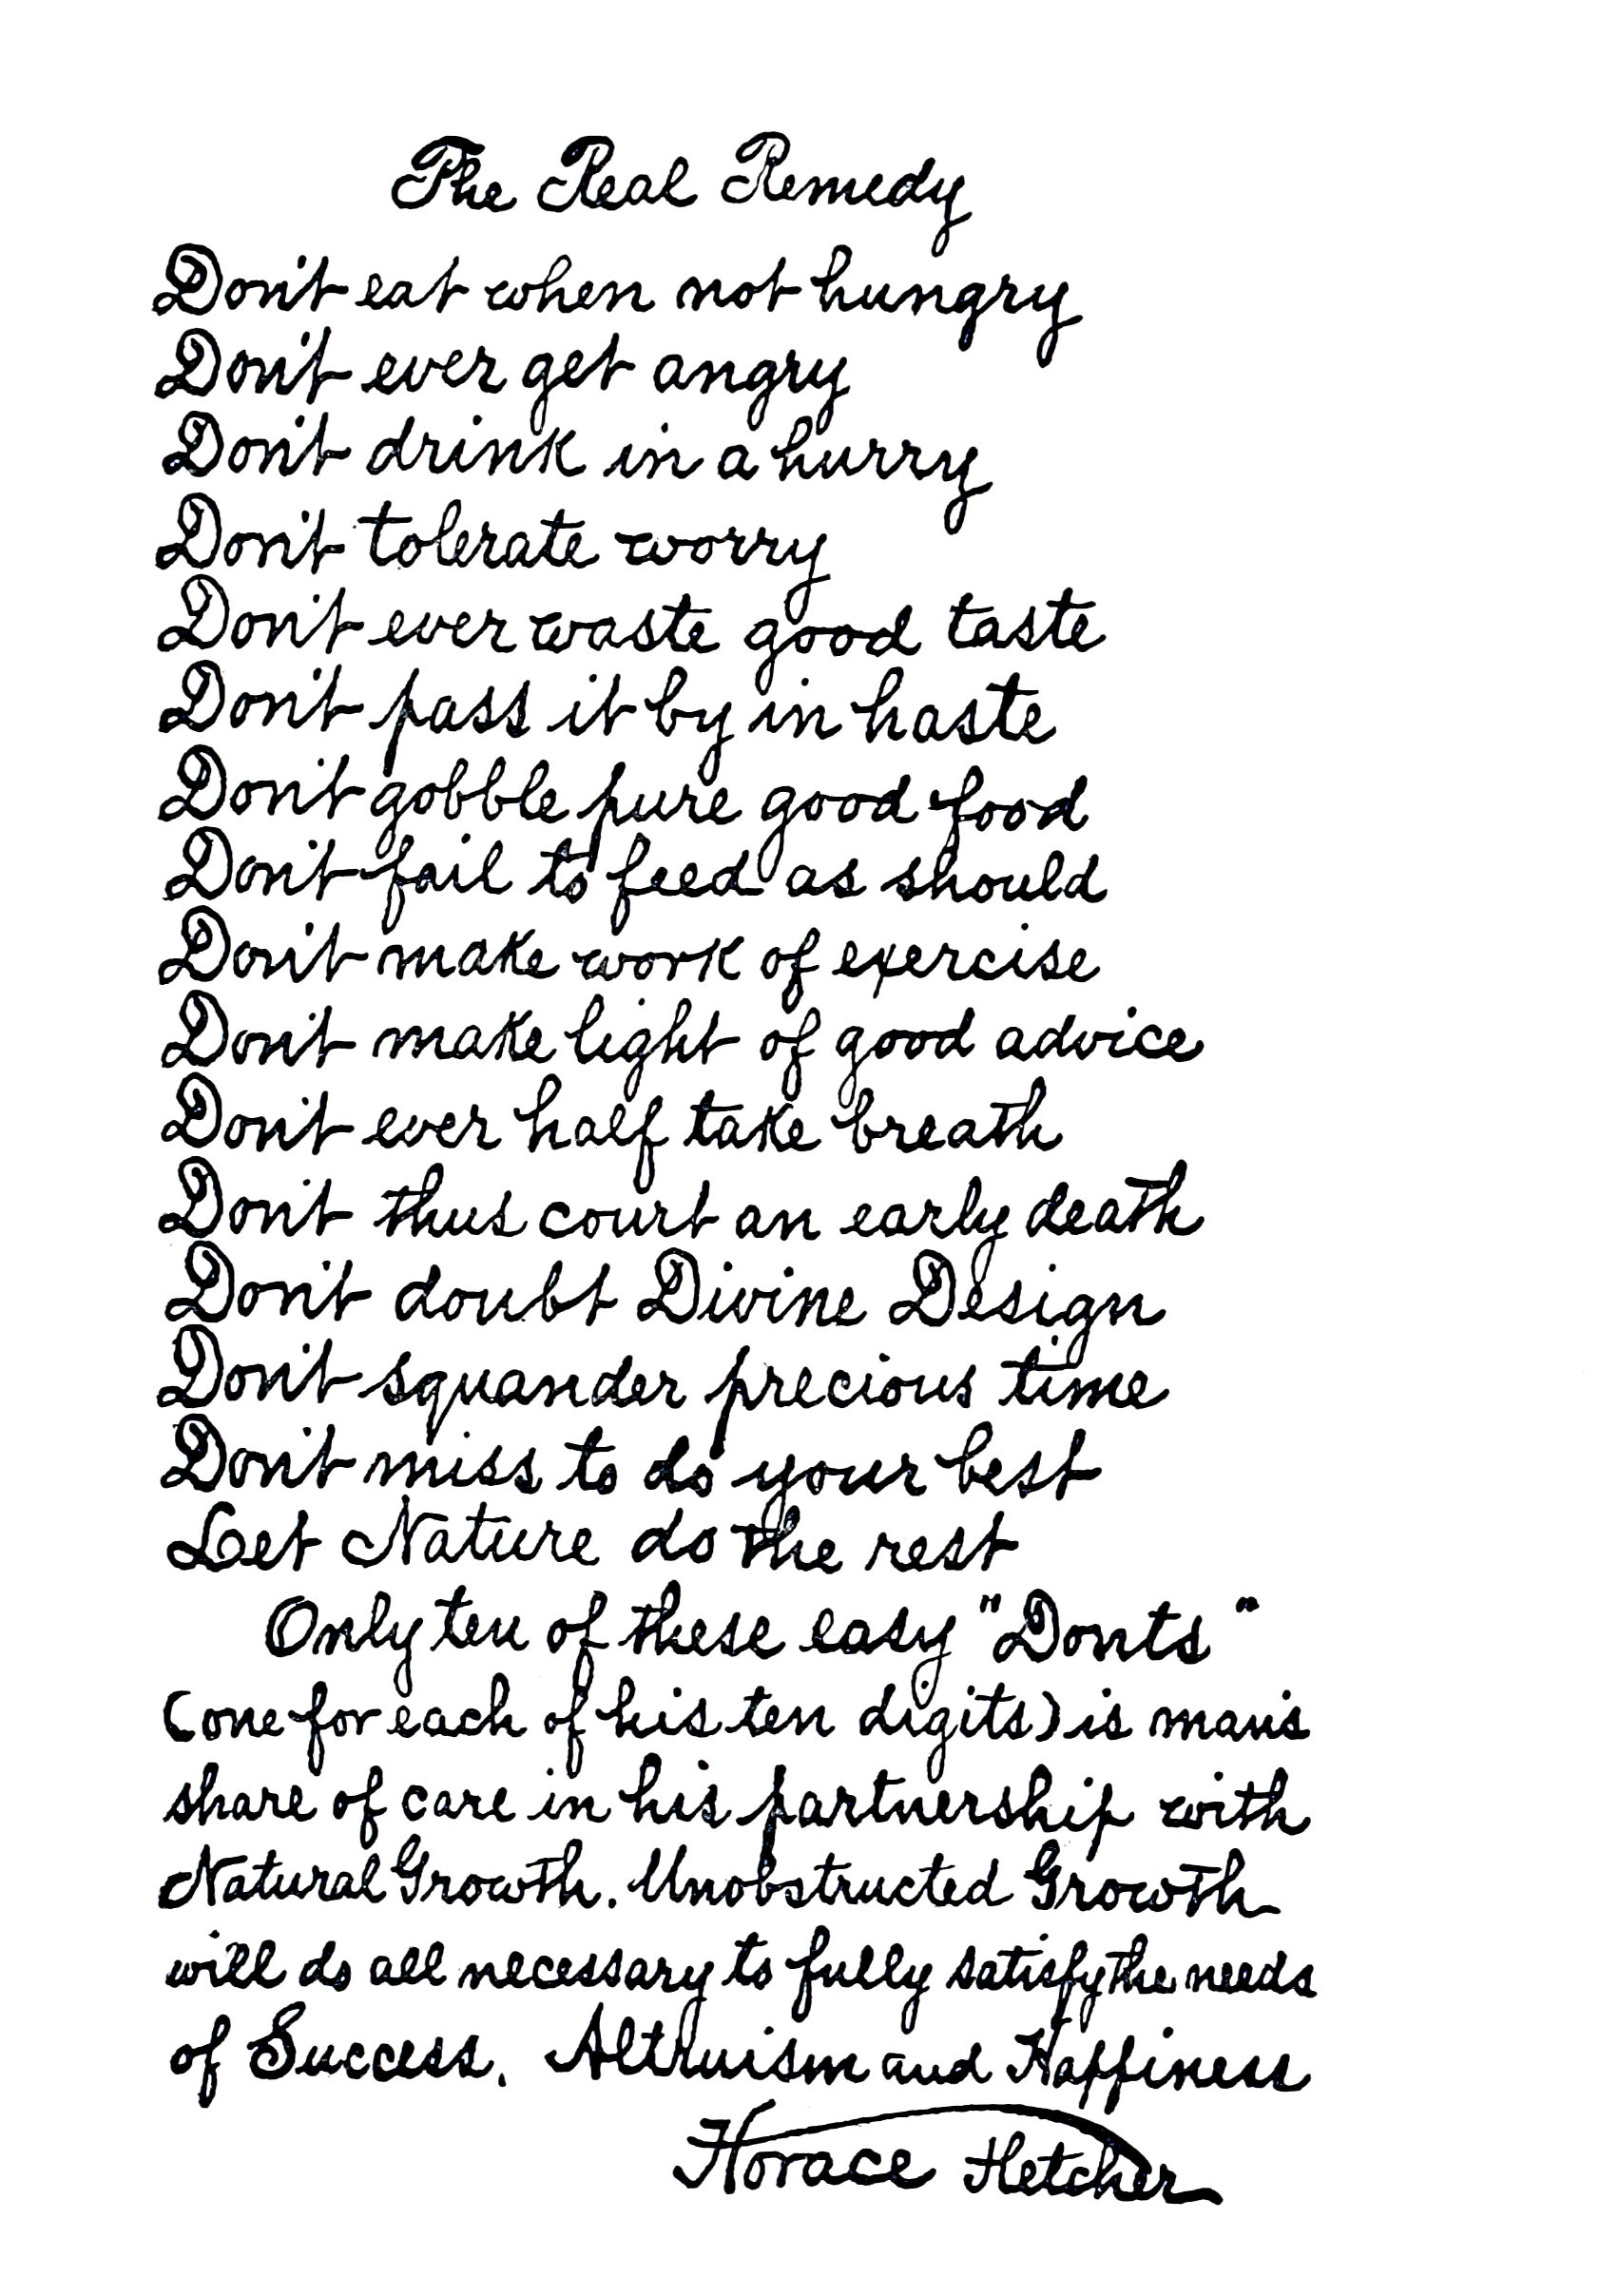 The Real Remedy
Don't eat when not hungry
Don't ever get angry
Don't drink in a hurry
Don't tolerate worry
Don't ever waste good taste
Don't pass it by in haste
Don't gobble pure good food
Don't fail to feed as should
Don't make work of exercise
Don't make light of good advice
Don't ever half take breath
Don't thus court an early death
Don't doubt Divine Design
Don't squander precious time
Don't miss to do your best
Let Nature do the rest
Only ten of these easy "Donts"
(one for each of his ten digits) is man's
share of care in his partnership with
Natural Growth. Unobstructed Growth
will do all necessary to fully satisfy the needs
of Success. Altruism and Happiness
Horace Fletcher